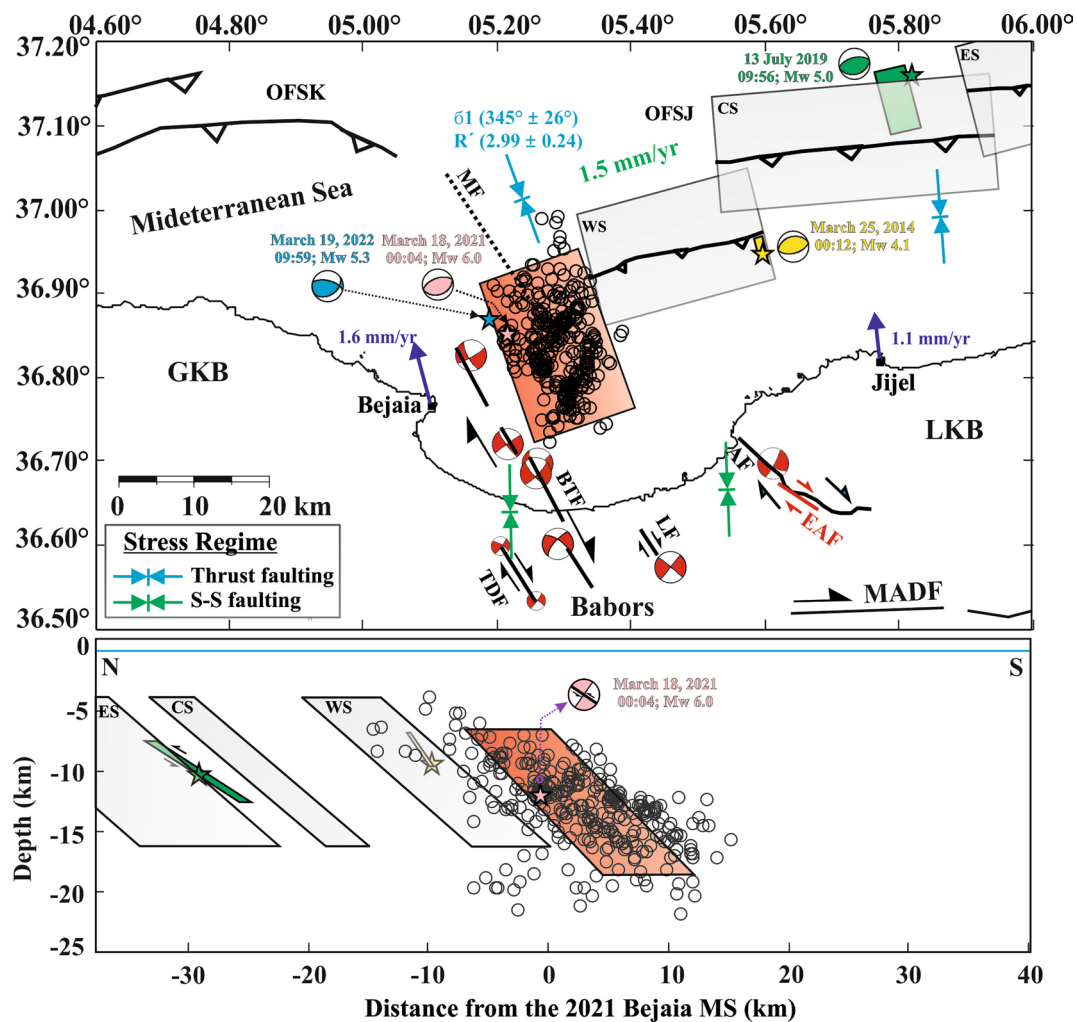 04.60° 04.80° 05.00° 05.20° 05.40° 05.60° 05.80° 06.00°
37.20°
37.10°
37.00°
36.90°
36.80°
36.70°
36.60°
36.50°
13 July 2019
09:56; Mw 5.0
ES
CS
OFSK
OFSJ
σ1 (345° ± 26°)
R´ (2.99 ± 0.24)
1.5 mm/yr
MF
Mideterranean Sea
WS
March 25, 2014
00:12; Mw 4.1
March 19, 2022
09:59; Mw 5.3
March 18, 2021
00:04; Mw 6.0
1.6 mm/yr
1.1 mm/yr
GKB
Bejaia
Jijel
LKB
AF
BTF
EAF
LF
TDF
Babors
MADF
0 10 20 km
Stress Regime
Thrust faulting
S-S faulting
0
-5
-10
-15
-20
-25
Depth (km)
N
S
ES
CS
WS
March 18, 2021
00:04; Mw 6.0
-30 -20 -10 0 10 20 30 40
Distance from the 2021 Bejaia MS (km)